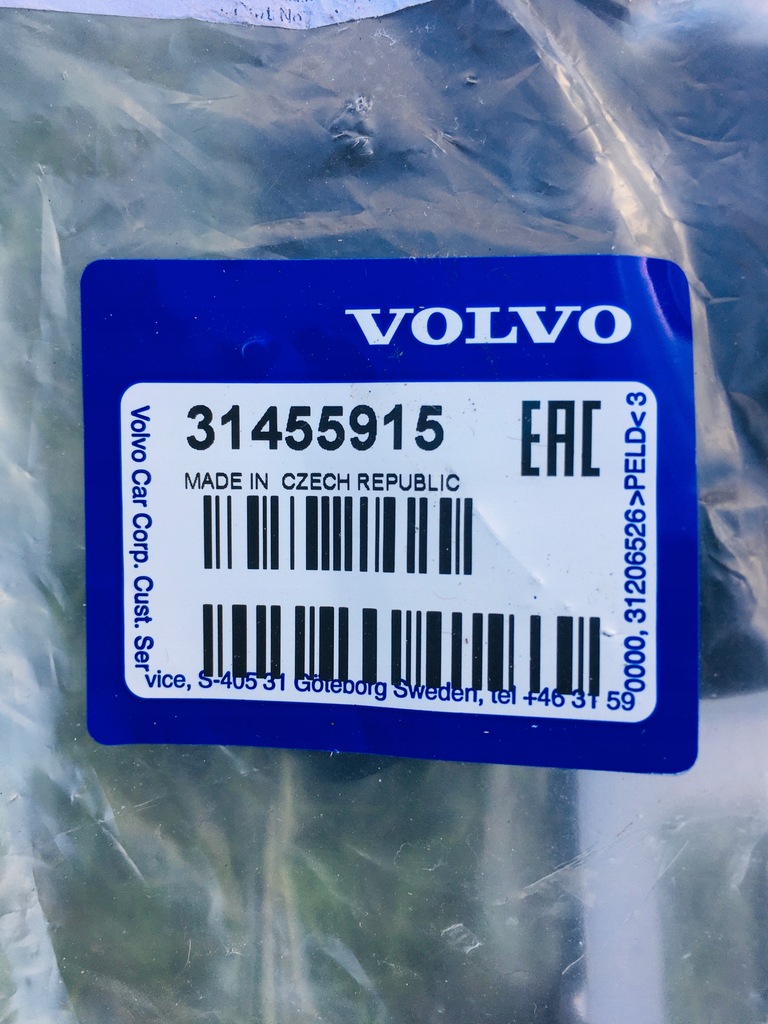 VOLVO
31455915
EAC
MADE IN CZECH REPUBLIC
Volvo Car Corp. Cust. Service, S-405 31 Göteborg Sweden, tel +46 31 59 0000, 31206526>PELD<3